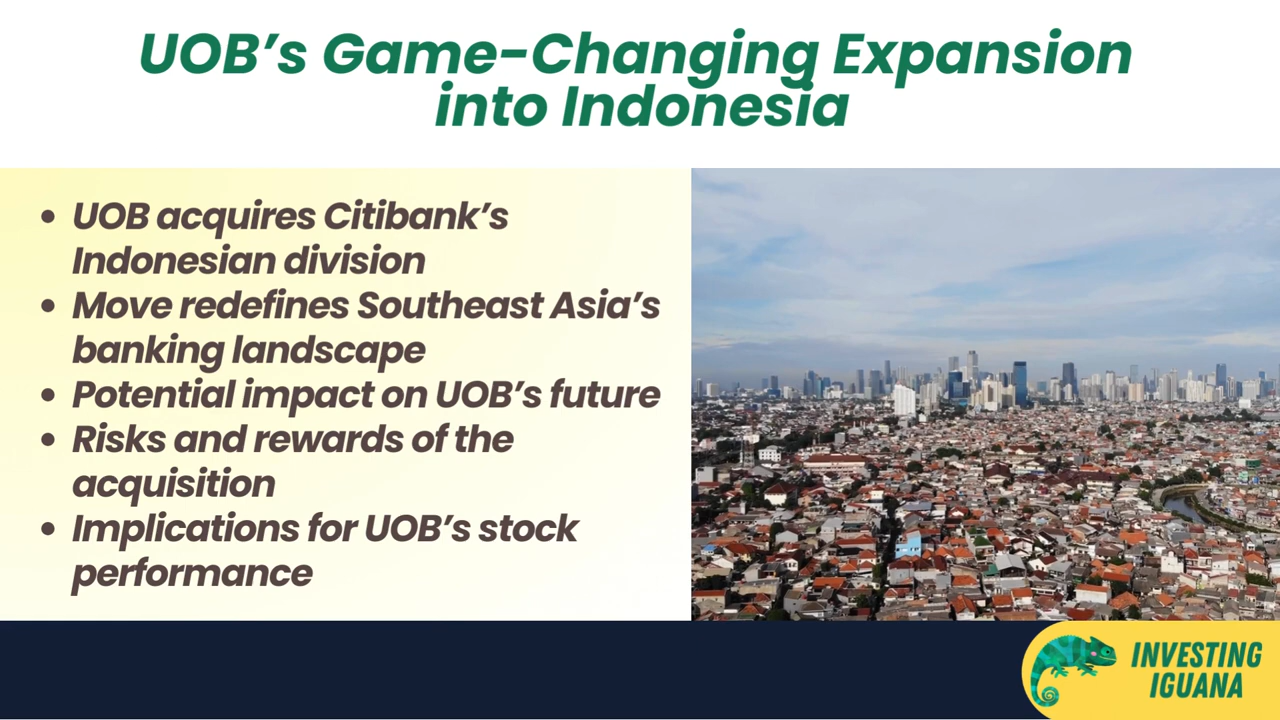 UOB’s Game-Changing Expansion
into Indonesia
• UOB acquires Citibank’s
Indonesian division
• Move redefines Southeast Asia’s
banking landscape
• Potential impact on UOB’s future
• Risks and rewards of the
acquisition
• Implications for UOB’s stock
performance
INVESTING
IGUANA